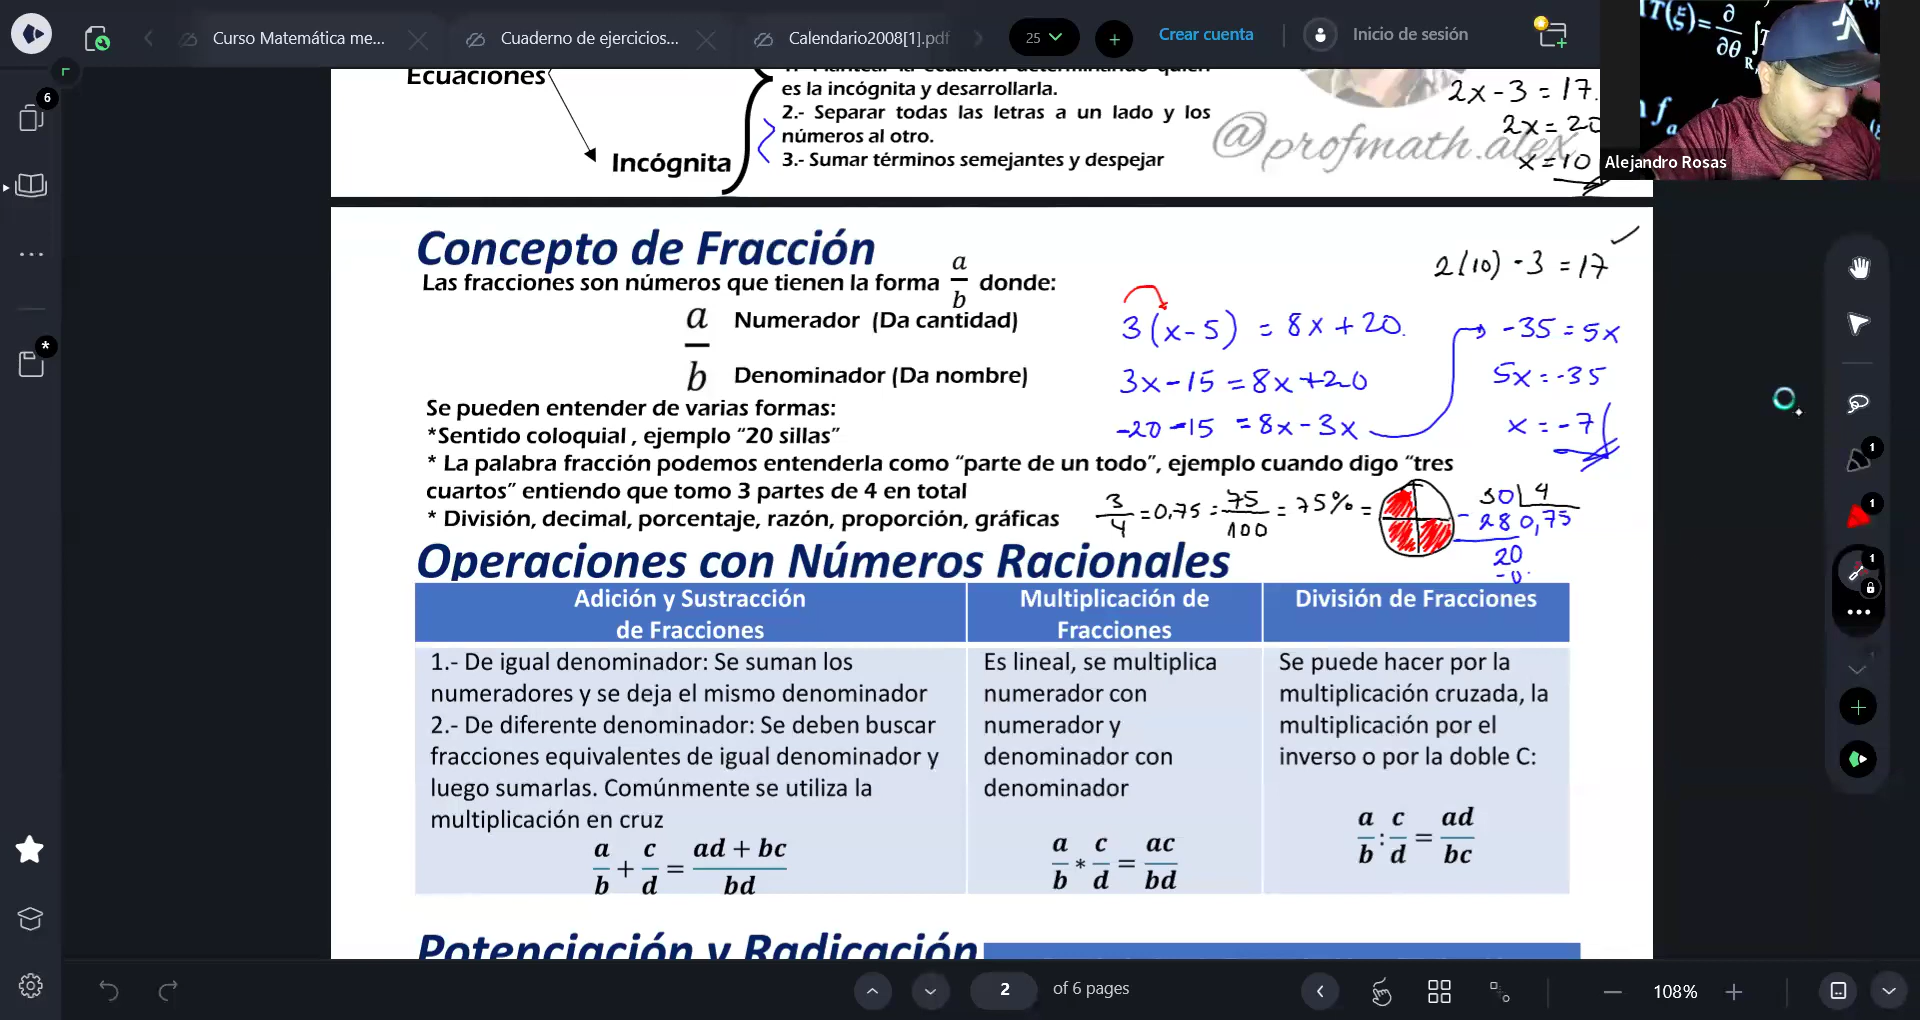 Curso Matemática me...
Cuaderno de ejercicios...
Calendario2008[1].pdf
25
Crear cuenta
Inicio de sesión
6
Ecuaciones
es la incógnita y desarrollarla.
2.- Separar todas las letras a un lado y los
números al otro.
3.- Sumar términos semejantes y despejar
Incógnita
@profmath.alex
2x - 3 = 17.
2x = 20
x = 10
Alejandro Rosas
T(ξ) = ∂
∂θ
Concepto de Fracción
Las fracciones son números que tienen la forma a/b donde:
a Numerador (Da cantidad)
b Denominador (Da nombre)
2(10) - 3 = 17 ✓
3(x - 5) = 8x + 20.
3x - 15 = 8x + 20
-20 - 15 = 8x - 3x
-35 = 5x
5x = -35
x = -7
Se pueden entender de varias formas:
*Sentido coloquial , ejemplo “20 sillas”
* La palabra fracción podemos entenderla como “parte de un todo”, ejemplo cuando digo “tres
cuartos” entiendo que tomo 3 partes de 4 en total
* División, decimal, porcentaje, razón, proporción, gráficas
3/4 = 0,75 = 75/100 = 75% =
30 4
- 28 0,75
20
Operaciones con Números Racionales
Adición y Sustracción
de Fracciones
1.- De igual denominador: Se suman los
numeradores y se deja el mismo denominador
2.- De diferente denominador: Se deben buscar
fracciones equivalentes de igual denominador y
luego sumarlas. Comúnmente se utiliza la
multiplicación en cruz
a/b + c/d = ad + bc/bd
Multiplicación de
Fracciones
Es lineal, se multiplica
numerador con
numerador y
denominador con
denominador
a/b * c/d = ac/bd
División de Fracciones
Se puede hacer por la
multiplicación cruzada, la
multiplicación por el
inverso o por la doble C:
a/b : c/d = ad/bc
Potenciación y Radicación
1
1
1
2 of 6 pages
108%